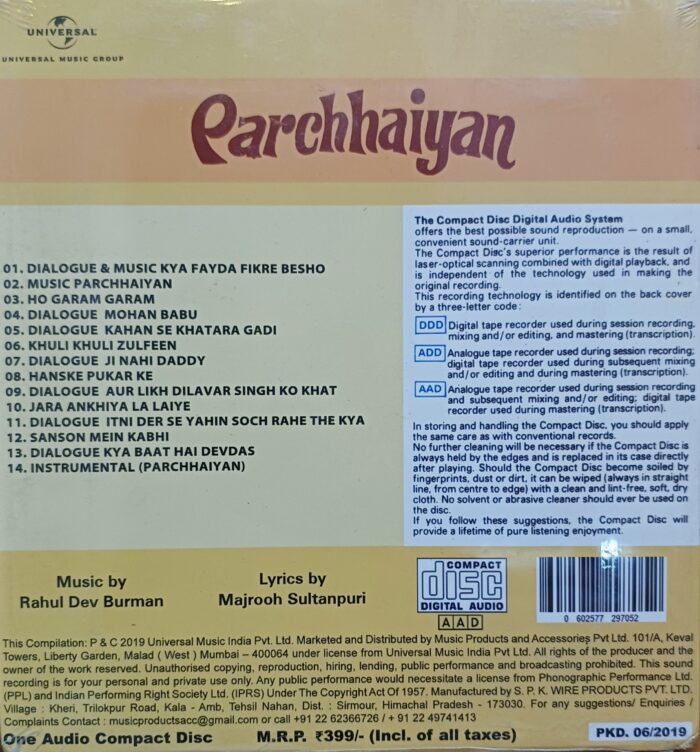 UNIVERSAL
UNIVERSAL MUSIC GROUP
Parchhaiyan
01. DIALOGUE & MUSIC KYA FAYDA FIKRE BESHO
02. MUSIC PARCHHAIYAN
03. HO GARAM GARAM
04. DIALOGUE MOHAN BABU
05. DIALOGUE KAHAN SE KHATARA GADI
06. KHULI KHULI ZULFEEN
07. DIALOGUE JI NAHI DADDY
08. HANSKE PUKAR KE
09. DIALOGUE AUR LIKH DILAVAR SINGH KO KHAT
10. JARA ANKHIYA LA LAIYE
11. DIALOGUE ITNI DER SE YAHIN SOCH RAHE THE KYA
12. SANSON MEIN KABHI
13. DIALOGUE KYA BAAT HAI DEVDAS
14. INSTRUMENTAL (PARCHHAIYAN)
The Compact Disc Digital Audio System
offers the best possible sound reproduction — on a small,
convenient sound-carrier unit.
The Compact Disc's superior performance is the result of
laser-optical scanning combined with digital playback, and
is independent of the technology used in making the
original recording.
This recording technology is identified on the back cover
by a three-letter code:
DDD Digital tape recorder used during session recording,
mixing and/or editing, and mastering (transcription).
ADD Analogue tape recorder used during session recording;
digital tape recorder used during subsequent mixing
and/or editing and during mastering (transcription).
AAD Analogue tape recorder used during session recording
and subsequent mixing and/or editing; digital tape
recorder used during mastering (transcription).
In storing and handling the Compact Disc, you should apply
the same care as with conventional records.
No further cleaning will be necessary if the Compact Disc is
always held by the edges and is replaced in its case directly
after playing. Should the Compact Disc become soiled by
fingerprints, dust or dirt, it can be wiped (always in straight
line, from centre to edge) with a clean and lint-free, soft, dry
cloth. No solvent or abrasive cleaner should ever be used on
the disc.
If you follow these suggestions, the Compact Disc will
provide a lifetime of pure listening enjoyment.
Music by
Rahul Dev Burman
Lyrics by
Majrooh Sultanpuri
COMPACT
disc
DIGITAL AUDIO
AAD
0 602577 297052
This Compilation: P & C 2019 Universal Music India Pvt. Ltd. Marketed and Distributed by Music Products and Accessories Pvt Ltd. 101/A, Keval
Towers, Liberty Garden, Malad ( West ) Mumbai – 400064 under license from Universal Music India Pvt Ltd. All rights of the producer and the
owner of the work reserved. Unauthorised copying, reproduction, hiring, lending, public performance and broadcasting prohibited. This sound
recording is for your personal and private use only. Any public performance would necessitate a license from Phonographic Performance Ltd.
(PPL) and Indian Performing Right Society Ltd. (IPRS) Under The Copyright Act Of 1957. Manufactured by S. P. K. WIRE PRODUCTS PVT. LTD.
Village : Kheri, Trilokpur Road, Kala - Amb, Tehsil Nahan, Dist. : Sirmour, Himachal Pradesh - 173030. For any suggestions/ Enquiries /
Complaints Contact : musicproductsacc@gmail.com or call +91 22 62366726 / + 91 22 49741413
One Audio Compact Disc M.R.P. ₹399/- (Incl. of all taxes) PKD. 06/2019